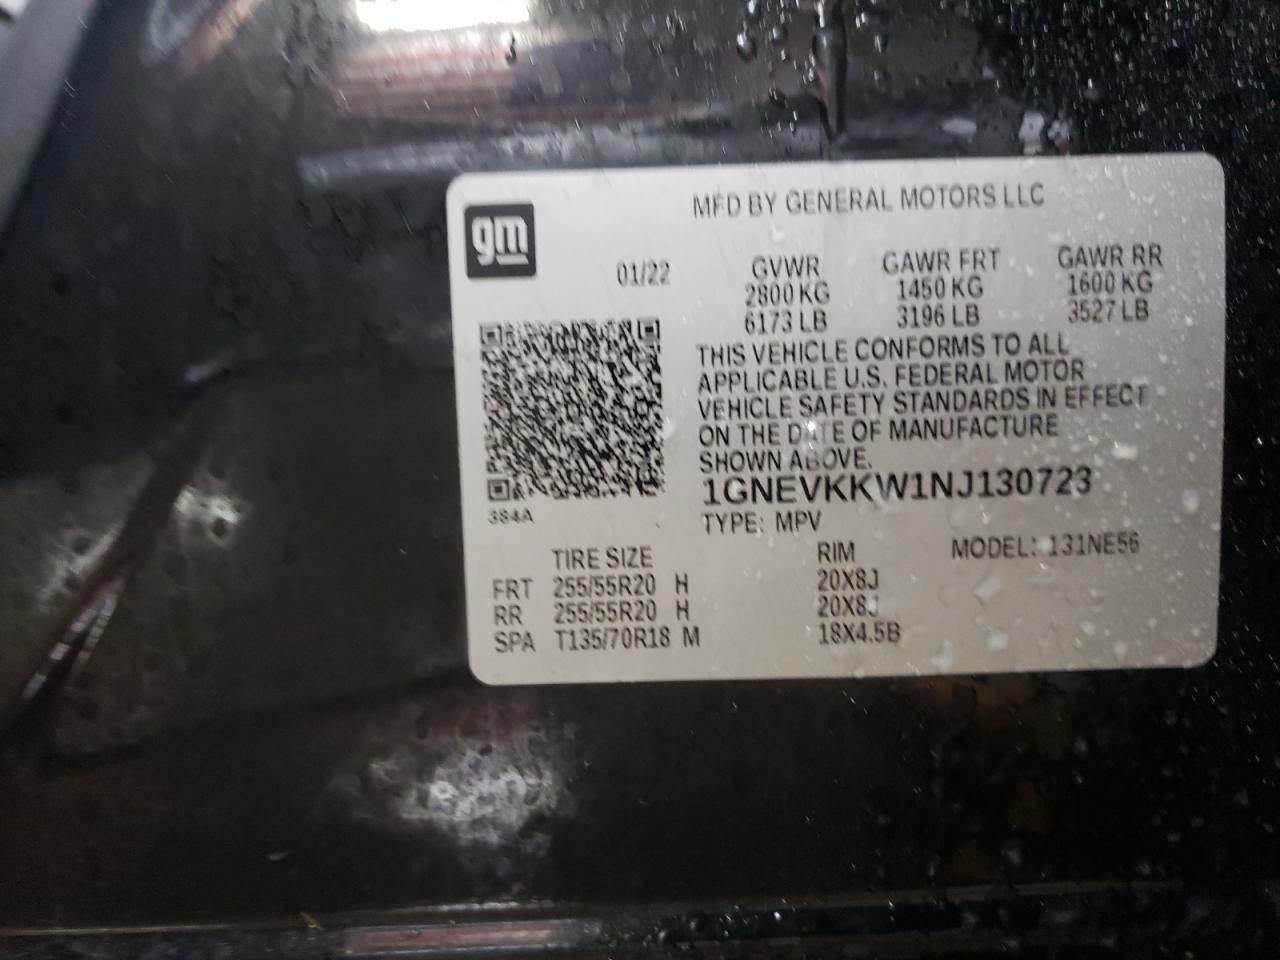 MFD BY GENERAL MOTORS LLC
gm
01/22
GVWR GAWR FRT GAWR RR
2800 KG 1450 KG 1600 KG
6173 LB 3196 LB 3527 LB
THIS VEHICLE CONFORMS TO ALL
APPLICABLE U.S. FEDERAL MOTOR
VEHICLE SAFETY STANDARDS IN EFFECT
ON THE DATE OF MANUFACTURE
SHOWN ABOVE.
1GNEVKKW1NJ130723
384A
TYPE: MPV
TIRE SIZE RIM MODEL: 131NE56
FRT 255/55R20 H 20X8J
RR 255/55R20 H 20X8J
SPA T135/70R18 M 18X4.5B